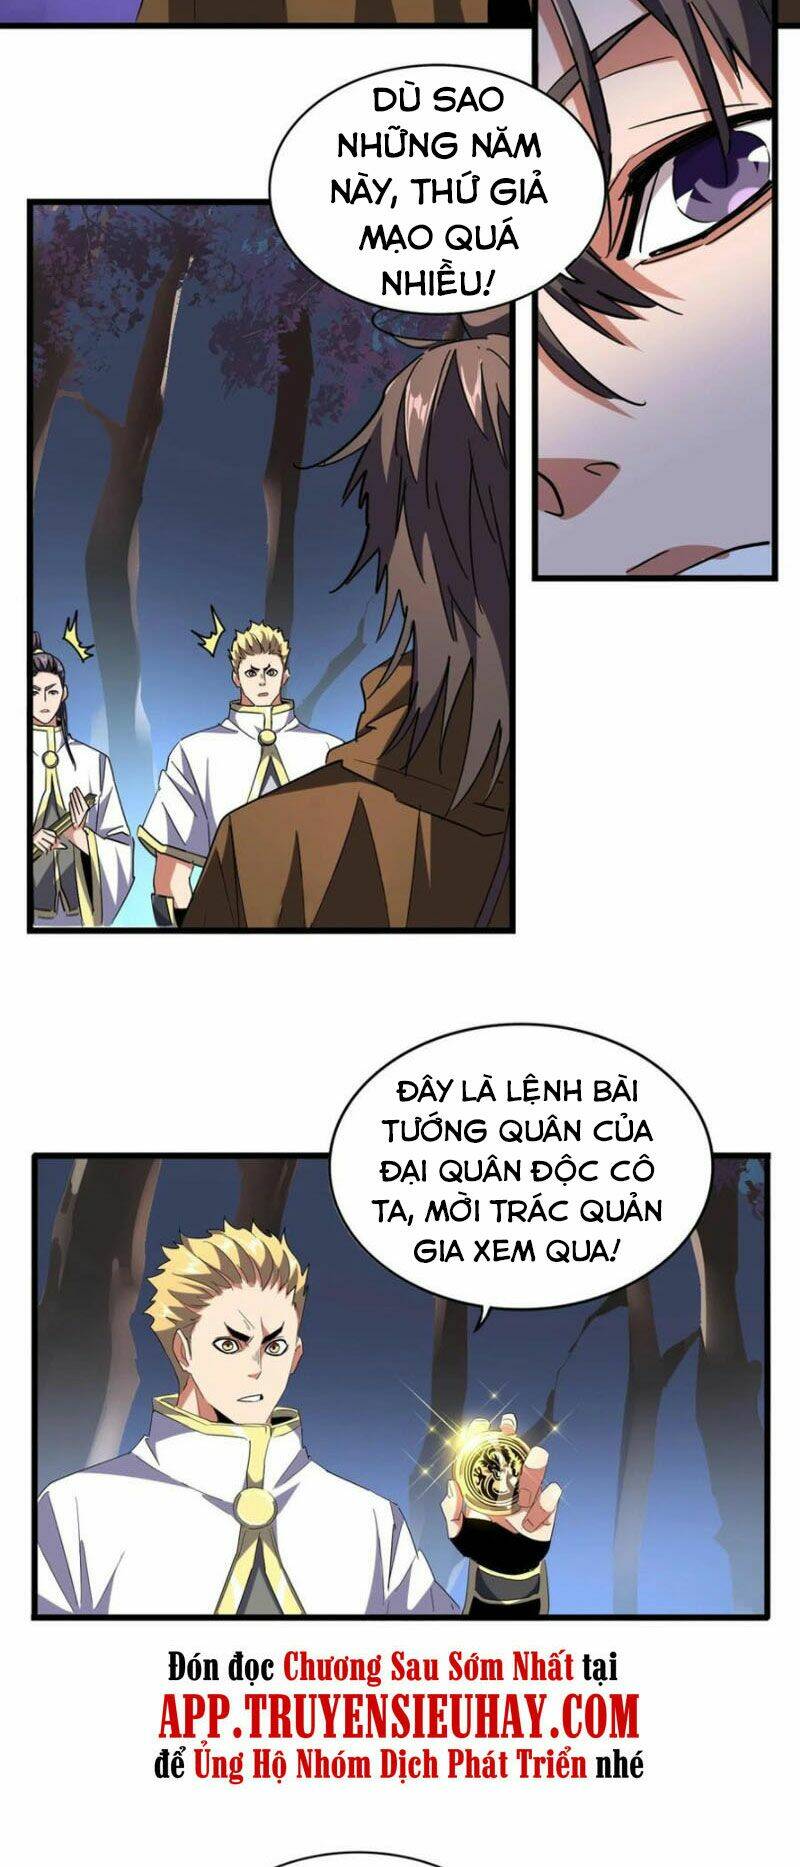 DÙ SAO
NHỮNG NĂM
NÀY, THỨ GIẢ
MẠO QUÁ
NHIỀU!
ĐÂY LÀ LỆNH BÀI
TƯỚNG QUÂN CỦA
ĐẠI QUÂN ĐỘC CÔ
TA, MỜI TRÁC QUẢN
GIA XEM QUA!
Đón đọc Chương Sau Sớm Nhất tại
APP.TRUYENSIEUHAY.COM
để Ủng Hộ Nhóm Dịch Phát Triển nhé